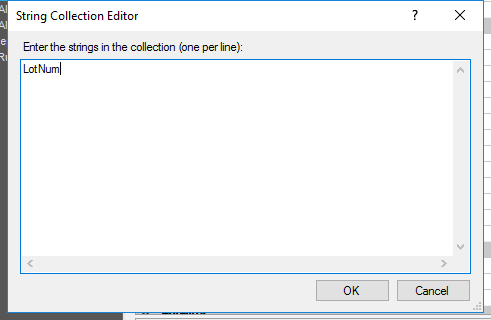 String Collection Editor
Enter the strings in the collection (one per line):
LotNum
OK
Cancel